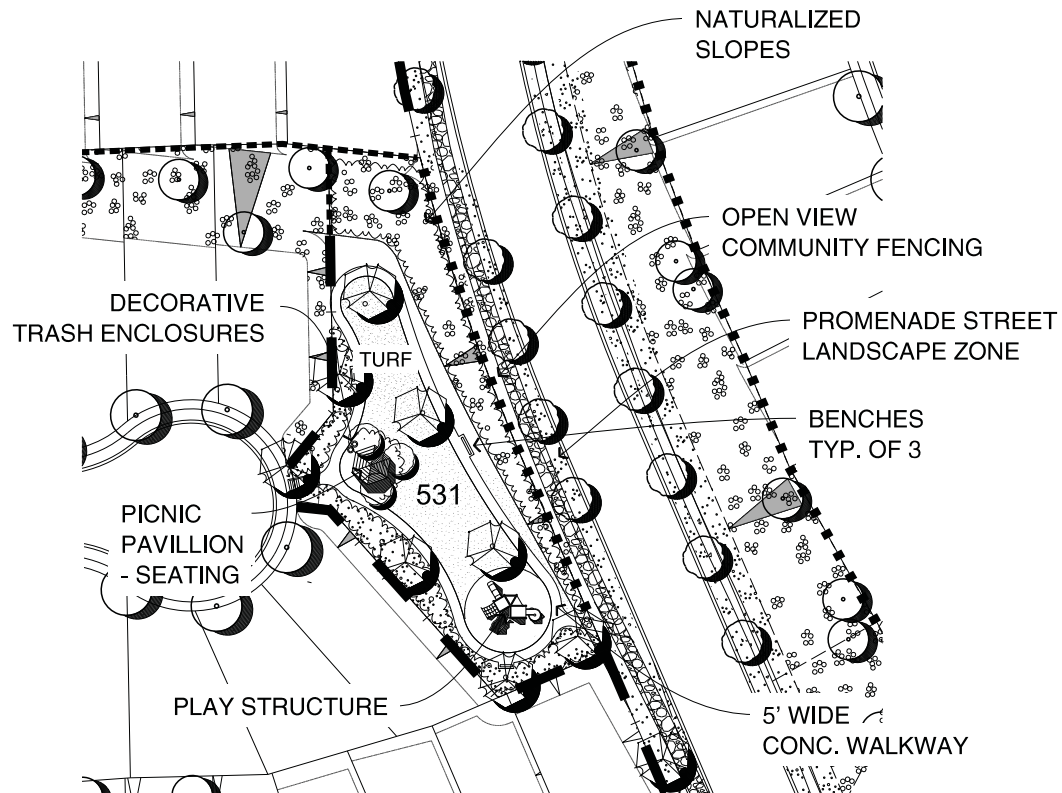 NATURALIZED
SLOPES
OPEN VIEW
COMMUNITY FENCING
DECORATIVE
TRASH ENCLOSURES
PROMENADE STREET
LANDSCAPE ZONE
TURF
BENCHES
TYP. OF 3
531
PICNIC
PAVILLION
- SEATING
PLAY STRUCTURE
5' WIDE
CONC. WALKWAY